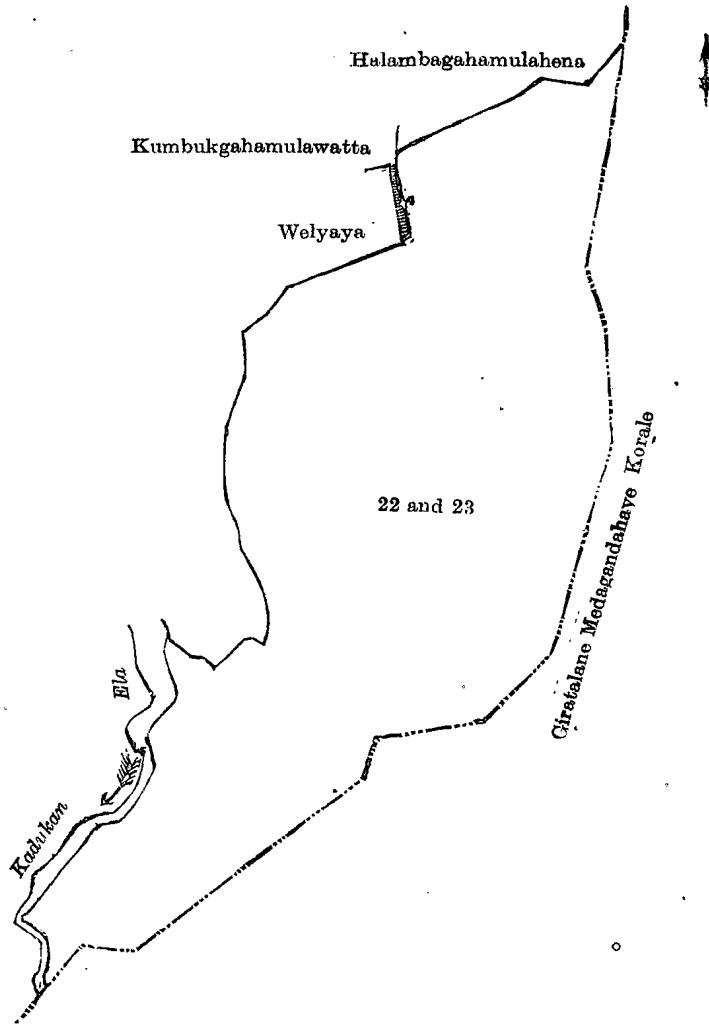 Halambagahamulahena
Kumbukgahamulawatta
Welyaya
22 and 23
Giratalane Medagandahaye Korale
Ela
Kadukan